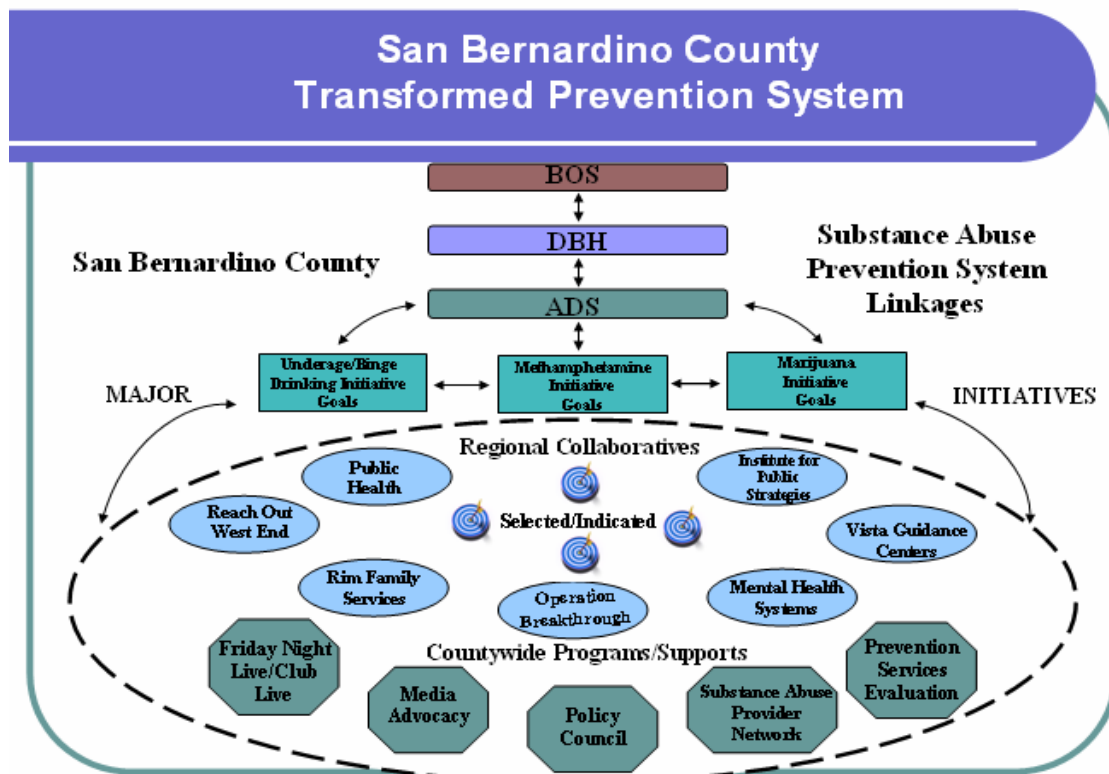 San Bernardino County
Transformed Prevention System
BOS
DBH
San Bernardino County
Substance Abuse
Prevention System
Linkages
ADS
MAJOR
Underage/Binge
Drinking Initiative
Goals
Methamphetamine
Initiative
Goals
Marijuana
Initiative
Goals
INITIATIVES
Regional Collaboratives
Public
Health
Institute for
Public
Strategies
Reach Out
West End
Selected/Indicated
Vista Guidance
Centers
Rim Family
Services
Operation
Breakthrough
Mental Health
Systems
Countywide Programs/Supports
Friday Night
Live/Club
Live
Media
Advocacy
Policy
Council
Substance Abuse
Provider
Network
Prevention
Services
Evaluation